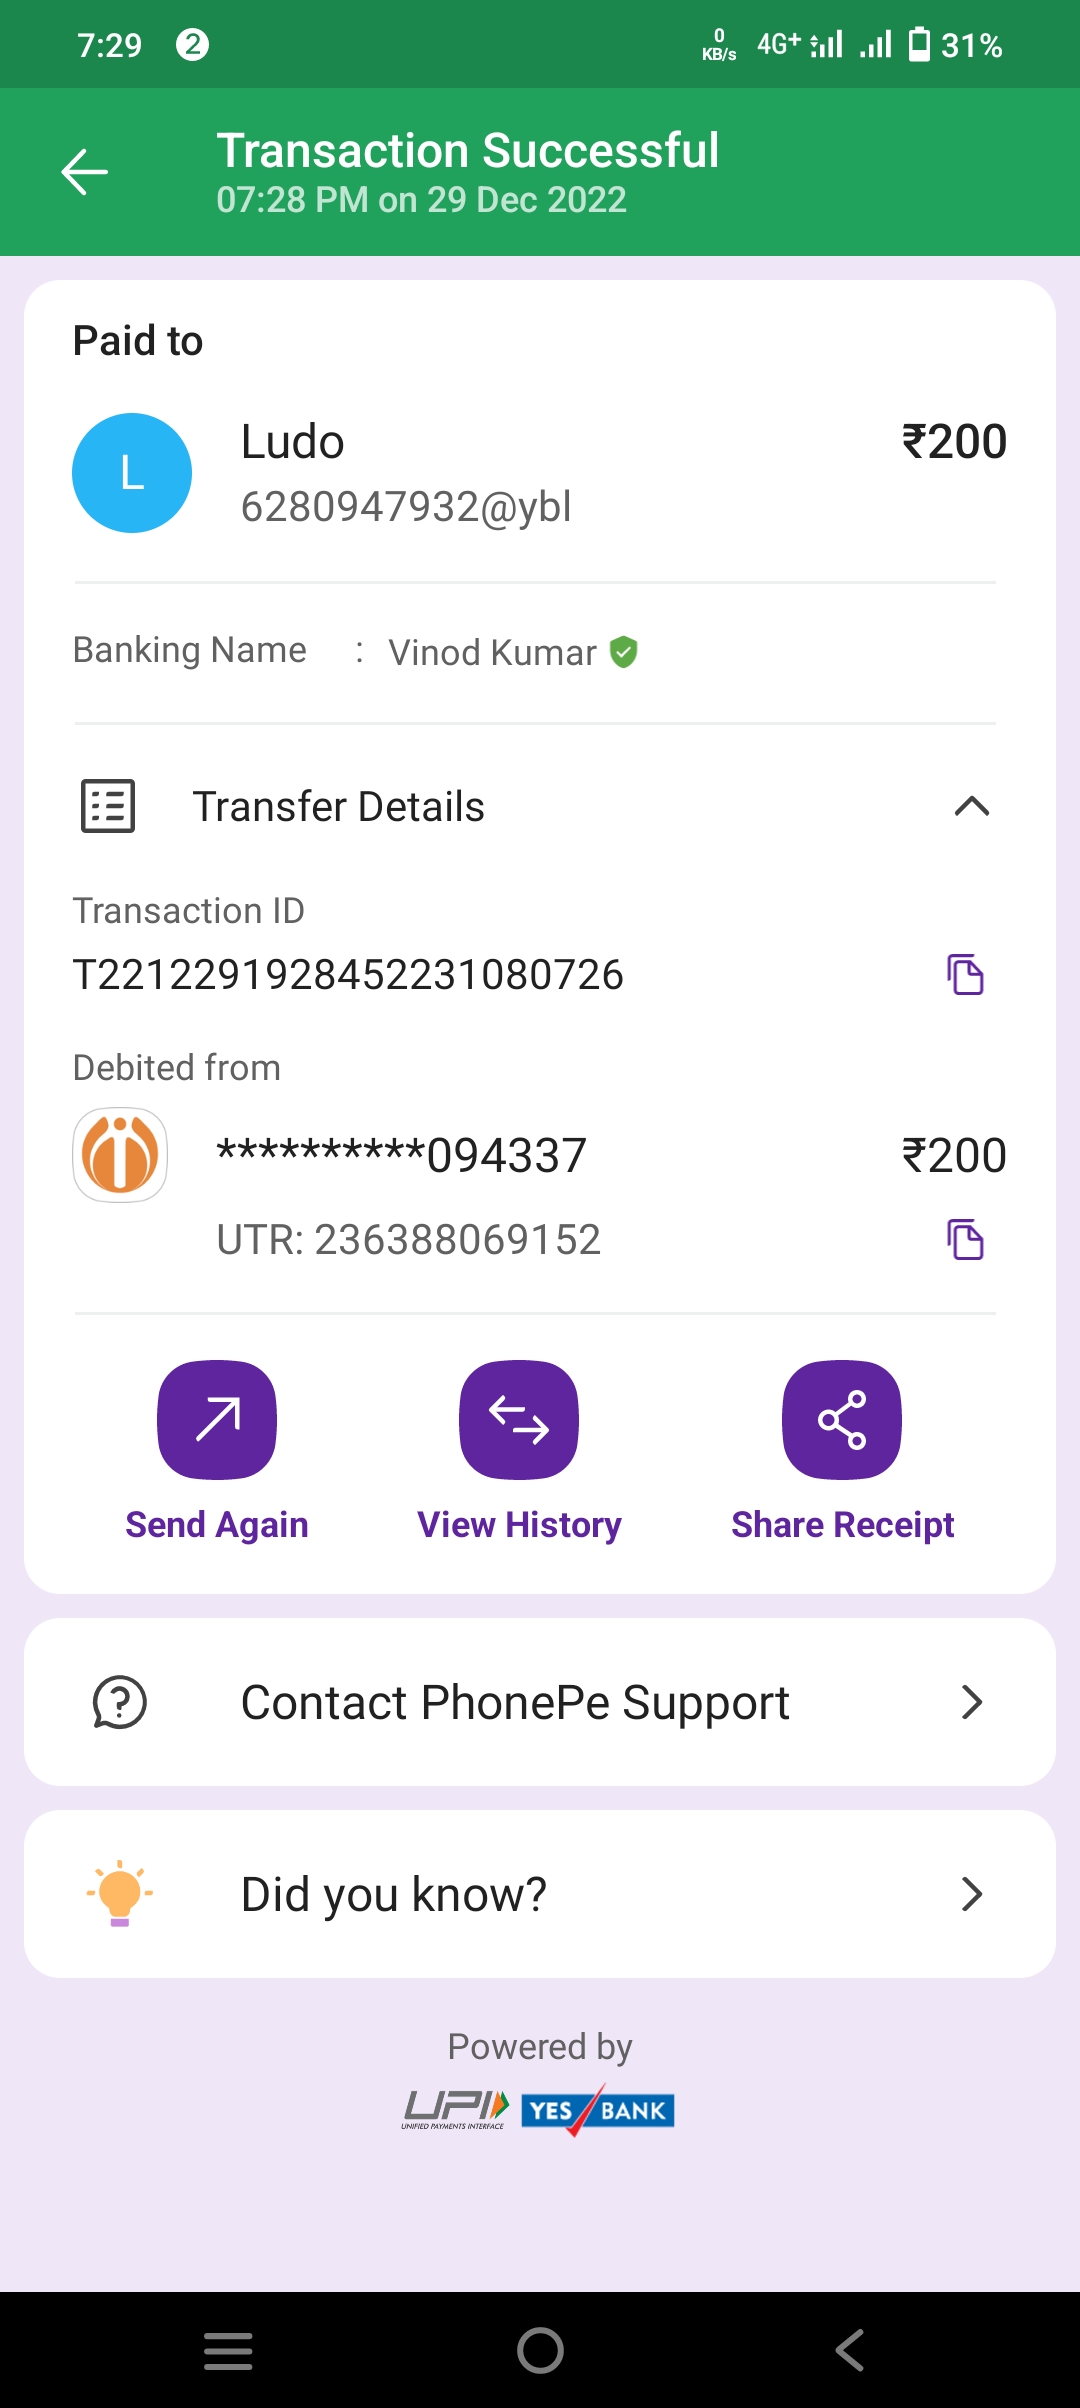 7:29 2 0 KB/s 4G+ 31%
Transaction Successful
07:28 PM on 29 Dec 2022
Paid to
L Ludo ₹200
6280947932@ybl
Banking Name : Vinod Kumar
Transfer Details
Transaction ID
T2212291928452231080726
Debited from
**********094337 ₹200
UTR: 236388069152
Send Again View History Share Receipt
Contact PhonePe Support
Did you know?
Powered by
UPI YES BANK
UNIFIED PAYMENTS INTERFACE